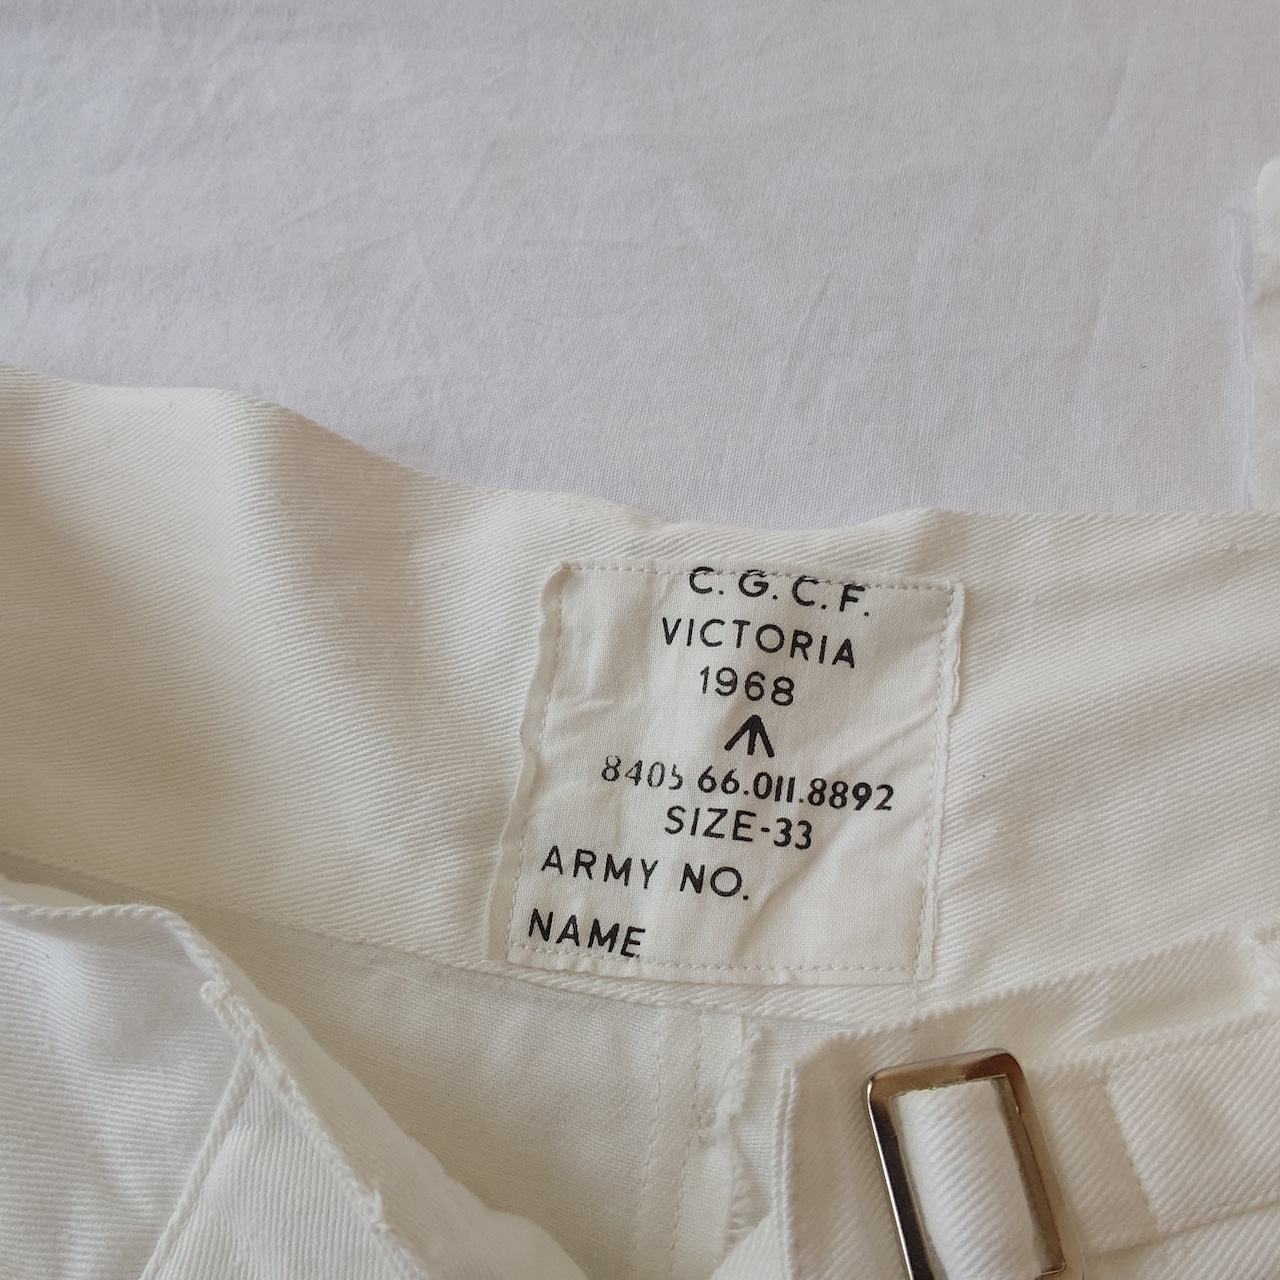 C.G.C.F.
VICTORIA
1968
8405 66.011.8892
SIZE-33
ARMY NO.
NAME